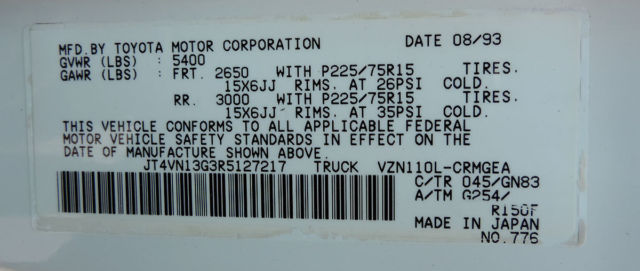 MFD.BY TOYOTA MOTOR CORPORATION DATE 08/93
GVWR (LBS) : 5400
GAWR (LBS) : FRT. 2650 WITH P225/75R15 TIRES.
15X6JJ RIMS. AT 26PSI COLD.
RR. 3000 WITH P225/75R15 TIRES.
15X6JJ RIMS. AT 35PSI COLD.
THIS VEHICLE CONFORMS TO ALL APPLICABLE FEDERAL
MOTOR VEHICLE SAFETY STANDARDS IN EFFECT ON THE
DATE OF MANUFACTURE SHOWN ABOVE.
JT4VN13G3R5127217 TRUCK VZN110L-CRMGEA
C/TR 045/GN83
A/TM G254/
R150F
MADE IN JAPAN
NO.776